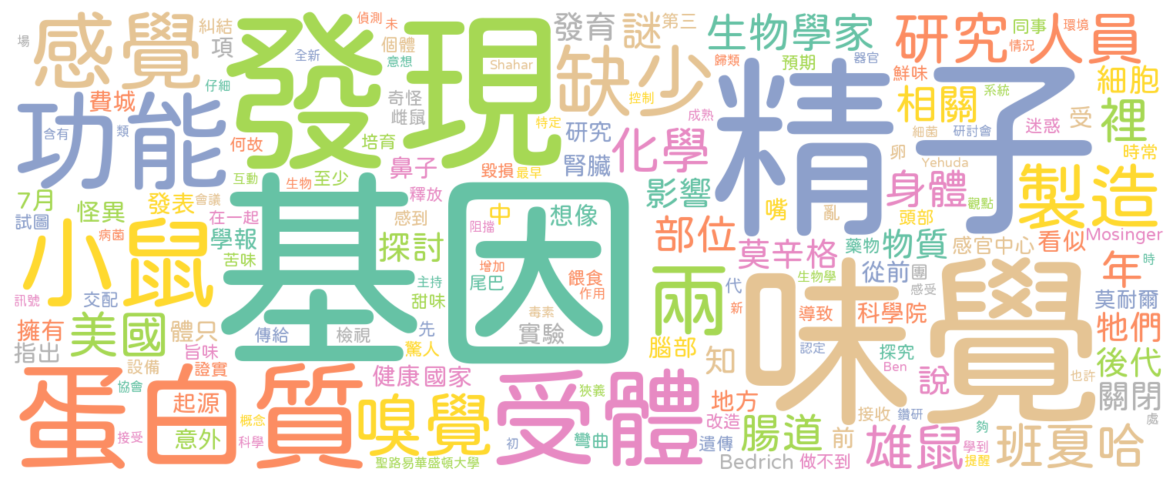 場
感覺
糾結
項
偵測
未
仔細
全新
個體
意想
發現
Shahar
發育
謎
第三
缺少
控制
生物學家
歸類
預期
同事
情況
環境
研究人員
器官
鮮味
系統
細胞
功能
費城
含有
類
何故
奇怪
雌鼠
培育
特定
研究
化學
成熟
精子
相關
細菌
研討會
迷惑
受
裡
時常
7月
試圖
怪異
病菌
發表
會議
互動
生物
至少
鼻子
釋放
毀損
最早
腎臟
影響
嘴
卵
亂
Yehuda
身體
頭部
觀點
製造
小鼠
在一起
學報
苦味
基因
感到
中
阻擋
想像
部位
莫辛格
藥物
物質
感官中心
看似
Mosinger
訊號
交配
美國
探討
甜味
主持
尾巴
增加
餵食
作用
兩
代
從前
團
生物學
感受
年
時
莫耐爾
擁有
指出
體只
旨味
設備
證實
傳給
檢視
先
驚人
毒素
實驗
腦部
新
知
味覺
導致
認定
科學院
探究
Ben
牠們
後代
說
也許
關閉
蛋白質
協會
起源
意外
接受
概念
科學
健康
國家
嗅覺
聖路易華盛頓大學
受體
初
狹義
彎曲
地方
改造
遺傳
腸道
前
Bedrich
做不到
接收
鑽研
雄鼠
夠
學到
提醒
班夏哈
處